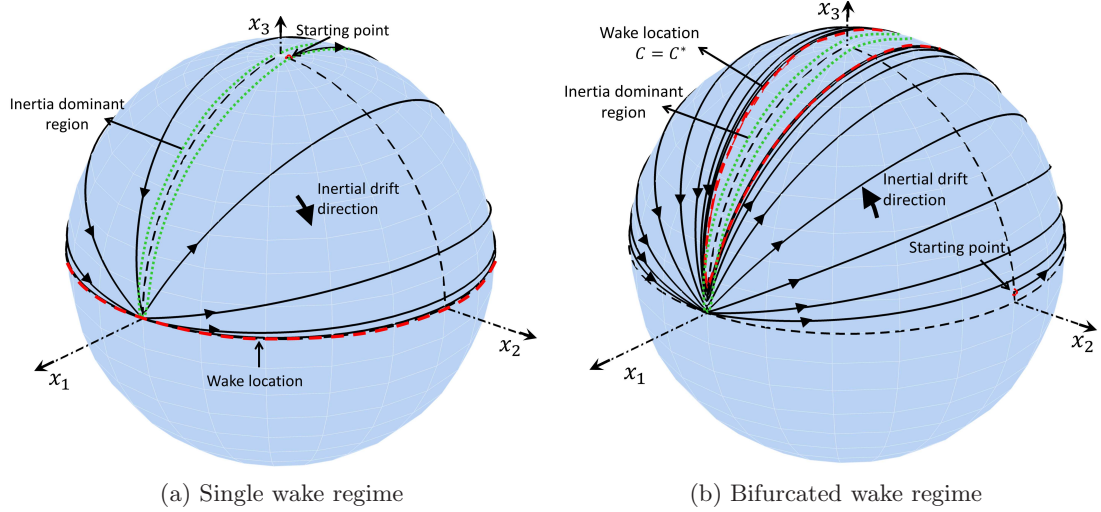 x₃
Starting point
Inertia dominant
region
Inertial drift
direction
x₂
x₁
Wake location
(a) Single wake regime
x₃
Wake location
C = C*
Inertia dominant
region
Inertial drift
direction
Starting point
x₂
x₁
(b) Bifurcated wake regime